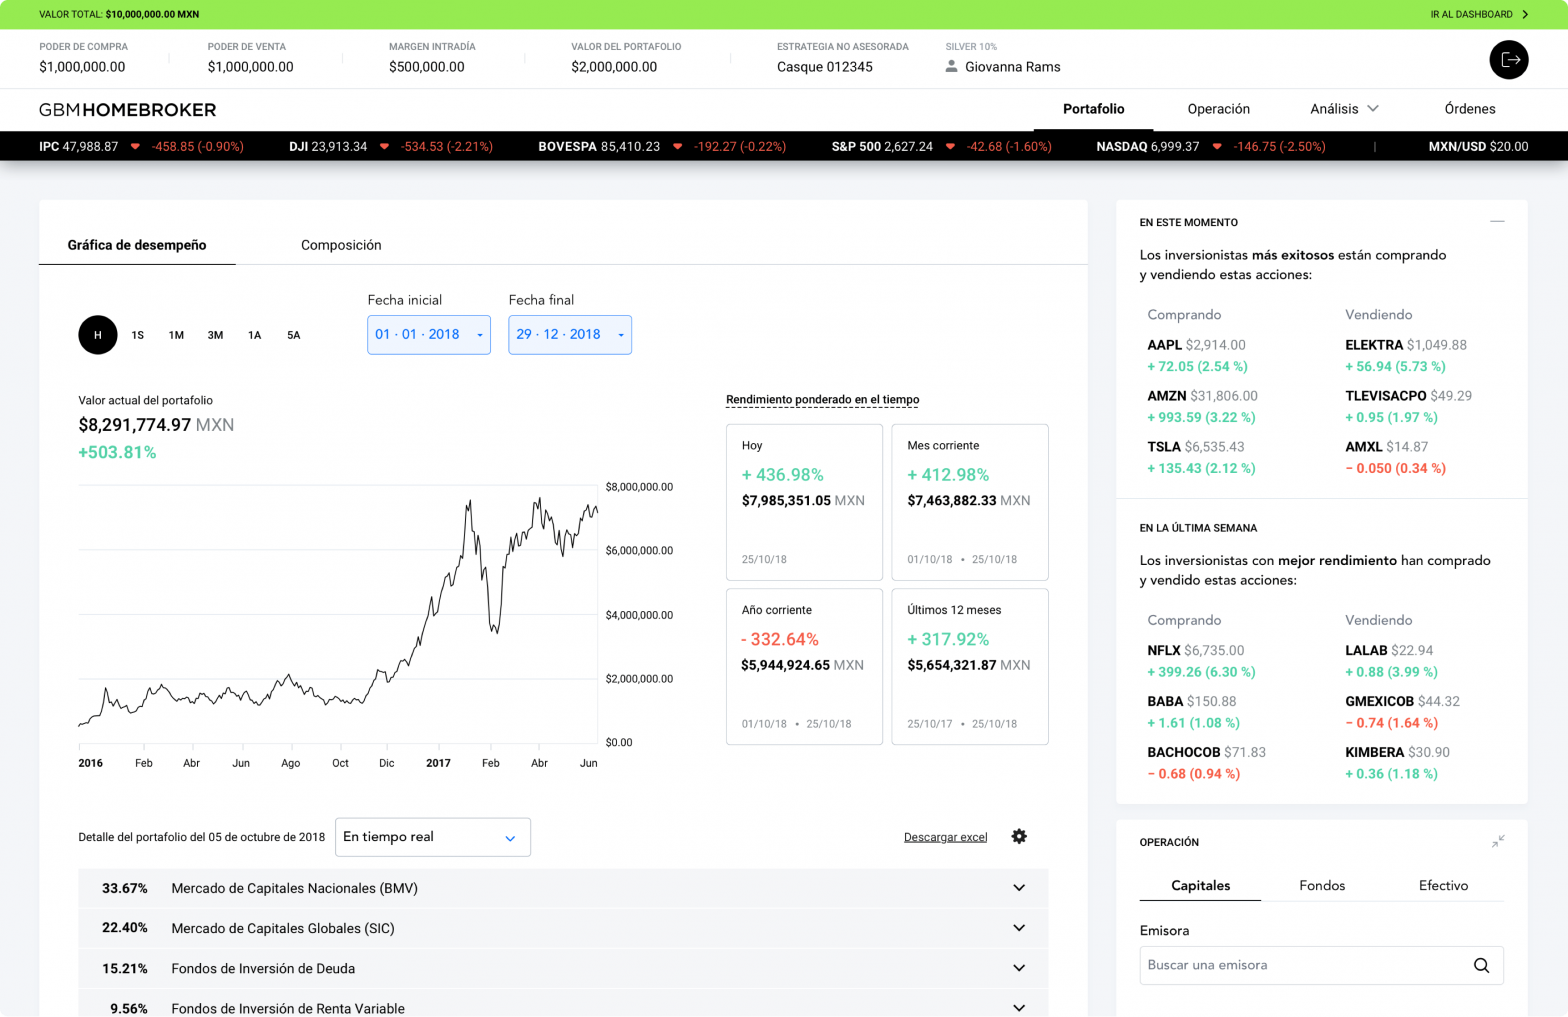 VALOR TOTAL: $10,000,000.00 MXN
IR AL DASHBOARD
PODER DE COMPRA
$1,000,000.00
PODER DE VENTA
$1,000,000.00
MARGEN INTRADÍA
$500,000.00
VALOR DEL PORTAFOLIO
$2,000,000.00
ESTRATEGIA NO ASESORADA
Casque 012345
SILVER 10%
Giovanna Rams
GBMHOMEBROKER
Portafolio
Operación
Análisis
Órdenes
IPC 47,988.87 -458.85 (-0.90%)
DJI 23,913.34 -534.53 (-2.21%)
BOVESPA 85,410.23 -192.27 (-0.22%)
S&P 500 2,627.24 -42.68 (-1.60%)
NASDAQ 6,999.37 -146.75 (-2.50%)
MXN/USD $20.00
Gráfica de desempeño
Composición
H 1S 1M 3M 1A 5A
Fecha inicial
01 · 01 · 2018
Fecha final
29 · 12 · 2018
Valor actual del portafolio
$8,291,774.97 MXN
+503.81%
$8,000,000.00
$6,000,000.00
$4,000,000.00
$2,000,000.00
$0.00
2016 Feb Abr Jun Ago Oct Dic 2017 Feb Abr Jun
Rendimiento ponderado en el tiempo
Hoy
+ 436.98%
$7,985,351.05 MXN
25/10/18
Mes corriente
+ 412.98%
$7,463,882.33 MXN
01/10/18 • 25/10/18
Año corriente
- 332.64%
$5,944,924.65 MXN
01/10/18 • 25/10/18
Últimos 12 meses
+ 317.92%
$5,654,321.87 MXN
25/10/17 • 25/10/18
Detalle del portafolio del 05 de octubre de 2018
En tiempo real
Descargar excel
33.67% Mercado de Capitales Nacionales (BMV)
22.40% Mercado de Capitales Globales (SIC)
15.21% Fondos de Inversión de Deuda
9.56% Fondos de Inversión de Renta Variable
EN ESTE MOMENTO
Los inversionistas más exitosos están comprando
y vendiendo estas acciones:
Comprando
AAPL $2,914.00
+ 72.05 (2.54 %)
AMZN $31,806.00
+ 993.59 (3.22 %)
TSLA $6,535.43
+ 135.43 (2.12 %)
Vendiendo
ELEKTRA $1,049.88
+ 56.94 (5.73 %)
TLEVISACPO $49.29
+ 0.95 (1.97 %)
AMXL $14.87
− 0.050 (0.34 %)
EN LA ÚLTIMA SEMANA
Los inversionistas con mejor rendimiento han comprado
y vendido estas acciones:
Comprando
NFLX $6,735.00
+ 399.26 (6.30 %)
BABA $150.88
+ 1.61 (1.08 %)
BACHOCOB $71.83
− 0.68 (0.94 %)
Vendiendo
LALAB $22.94
+ 0.88 (3.99 %)
GMEXICOB $44.32
− 0.74 (1.64 %)
KIMBERA $30.90
+ 0.36 (1.18 %)
OPERACIÓN
Capitales
Fondos
Efectivo
Emisora
Buscar una emisora